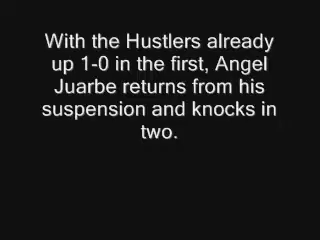 With the Hustlers already
up 1-0 in the first, Angel
Juarbe returns from his
suspension and knocks in
two.